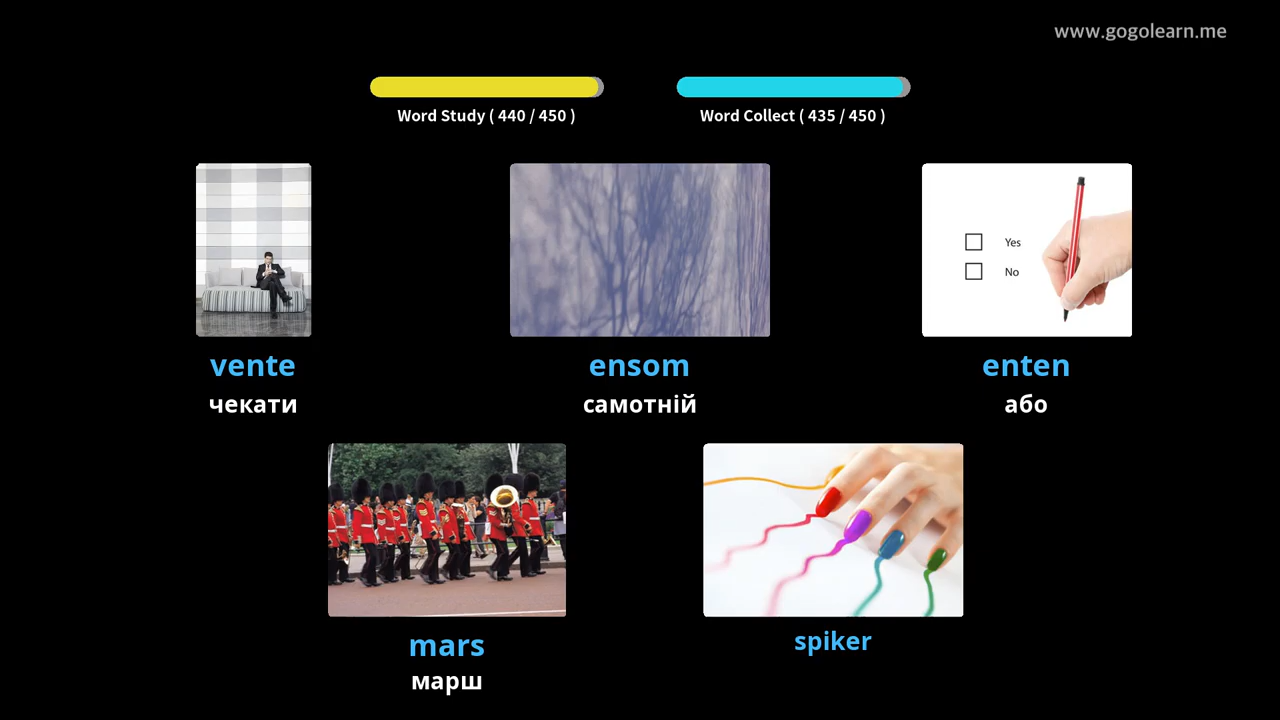 www.gogolearn.me
Word Study ( 440 / 450 )
Word Collect ( 435 / 450 )
Yes
No
vente
чекати
ensom
самотній
enten
або
mars
марш
spiker